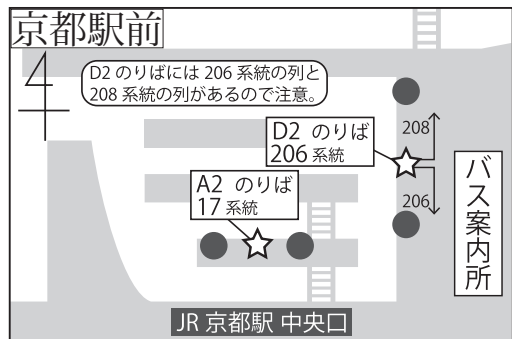 京都駅前
D2 のりばには 206 系統の列と
208 系統の列があるので注意。
D2 のりば
206 系統
208
206
A2 のりば
17 系統
バス案内所
JR 京都駅 中央口